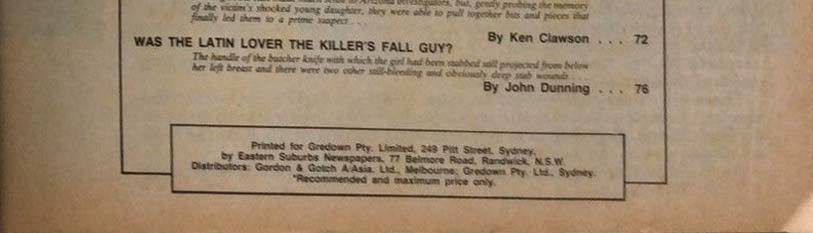 of the victim's shocked young daughter, they were able to pull together bits and pieces that
finally led them to a prime suspect . . .
By Ken Clawson . . . 72
WAS THE LATIN LOVER THE KILLER'S FALL GUY?
The handle of the butcher knife with which the girl had been stabbed still projected from below
her left breast and there were two other still-bleeding and obviously deep stab wounds . . .
By John Dunning . . . 76
Printed for Gredown Pty. Limited, 249 Pitt Street, Sydney,
by Eastern Suburbs Newspapers, 77 Belmore Road, Randwick, N.S.W.
Distributors: Gordon & Gotch A/Asia. Ltd., Melbourne; Gredown Pty. Ltd., Sydney.
*Recommended and maximum price only.